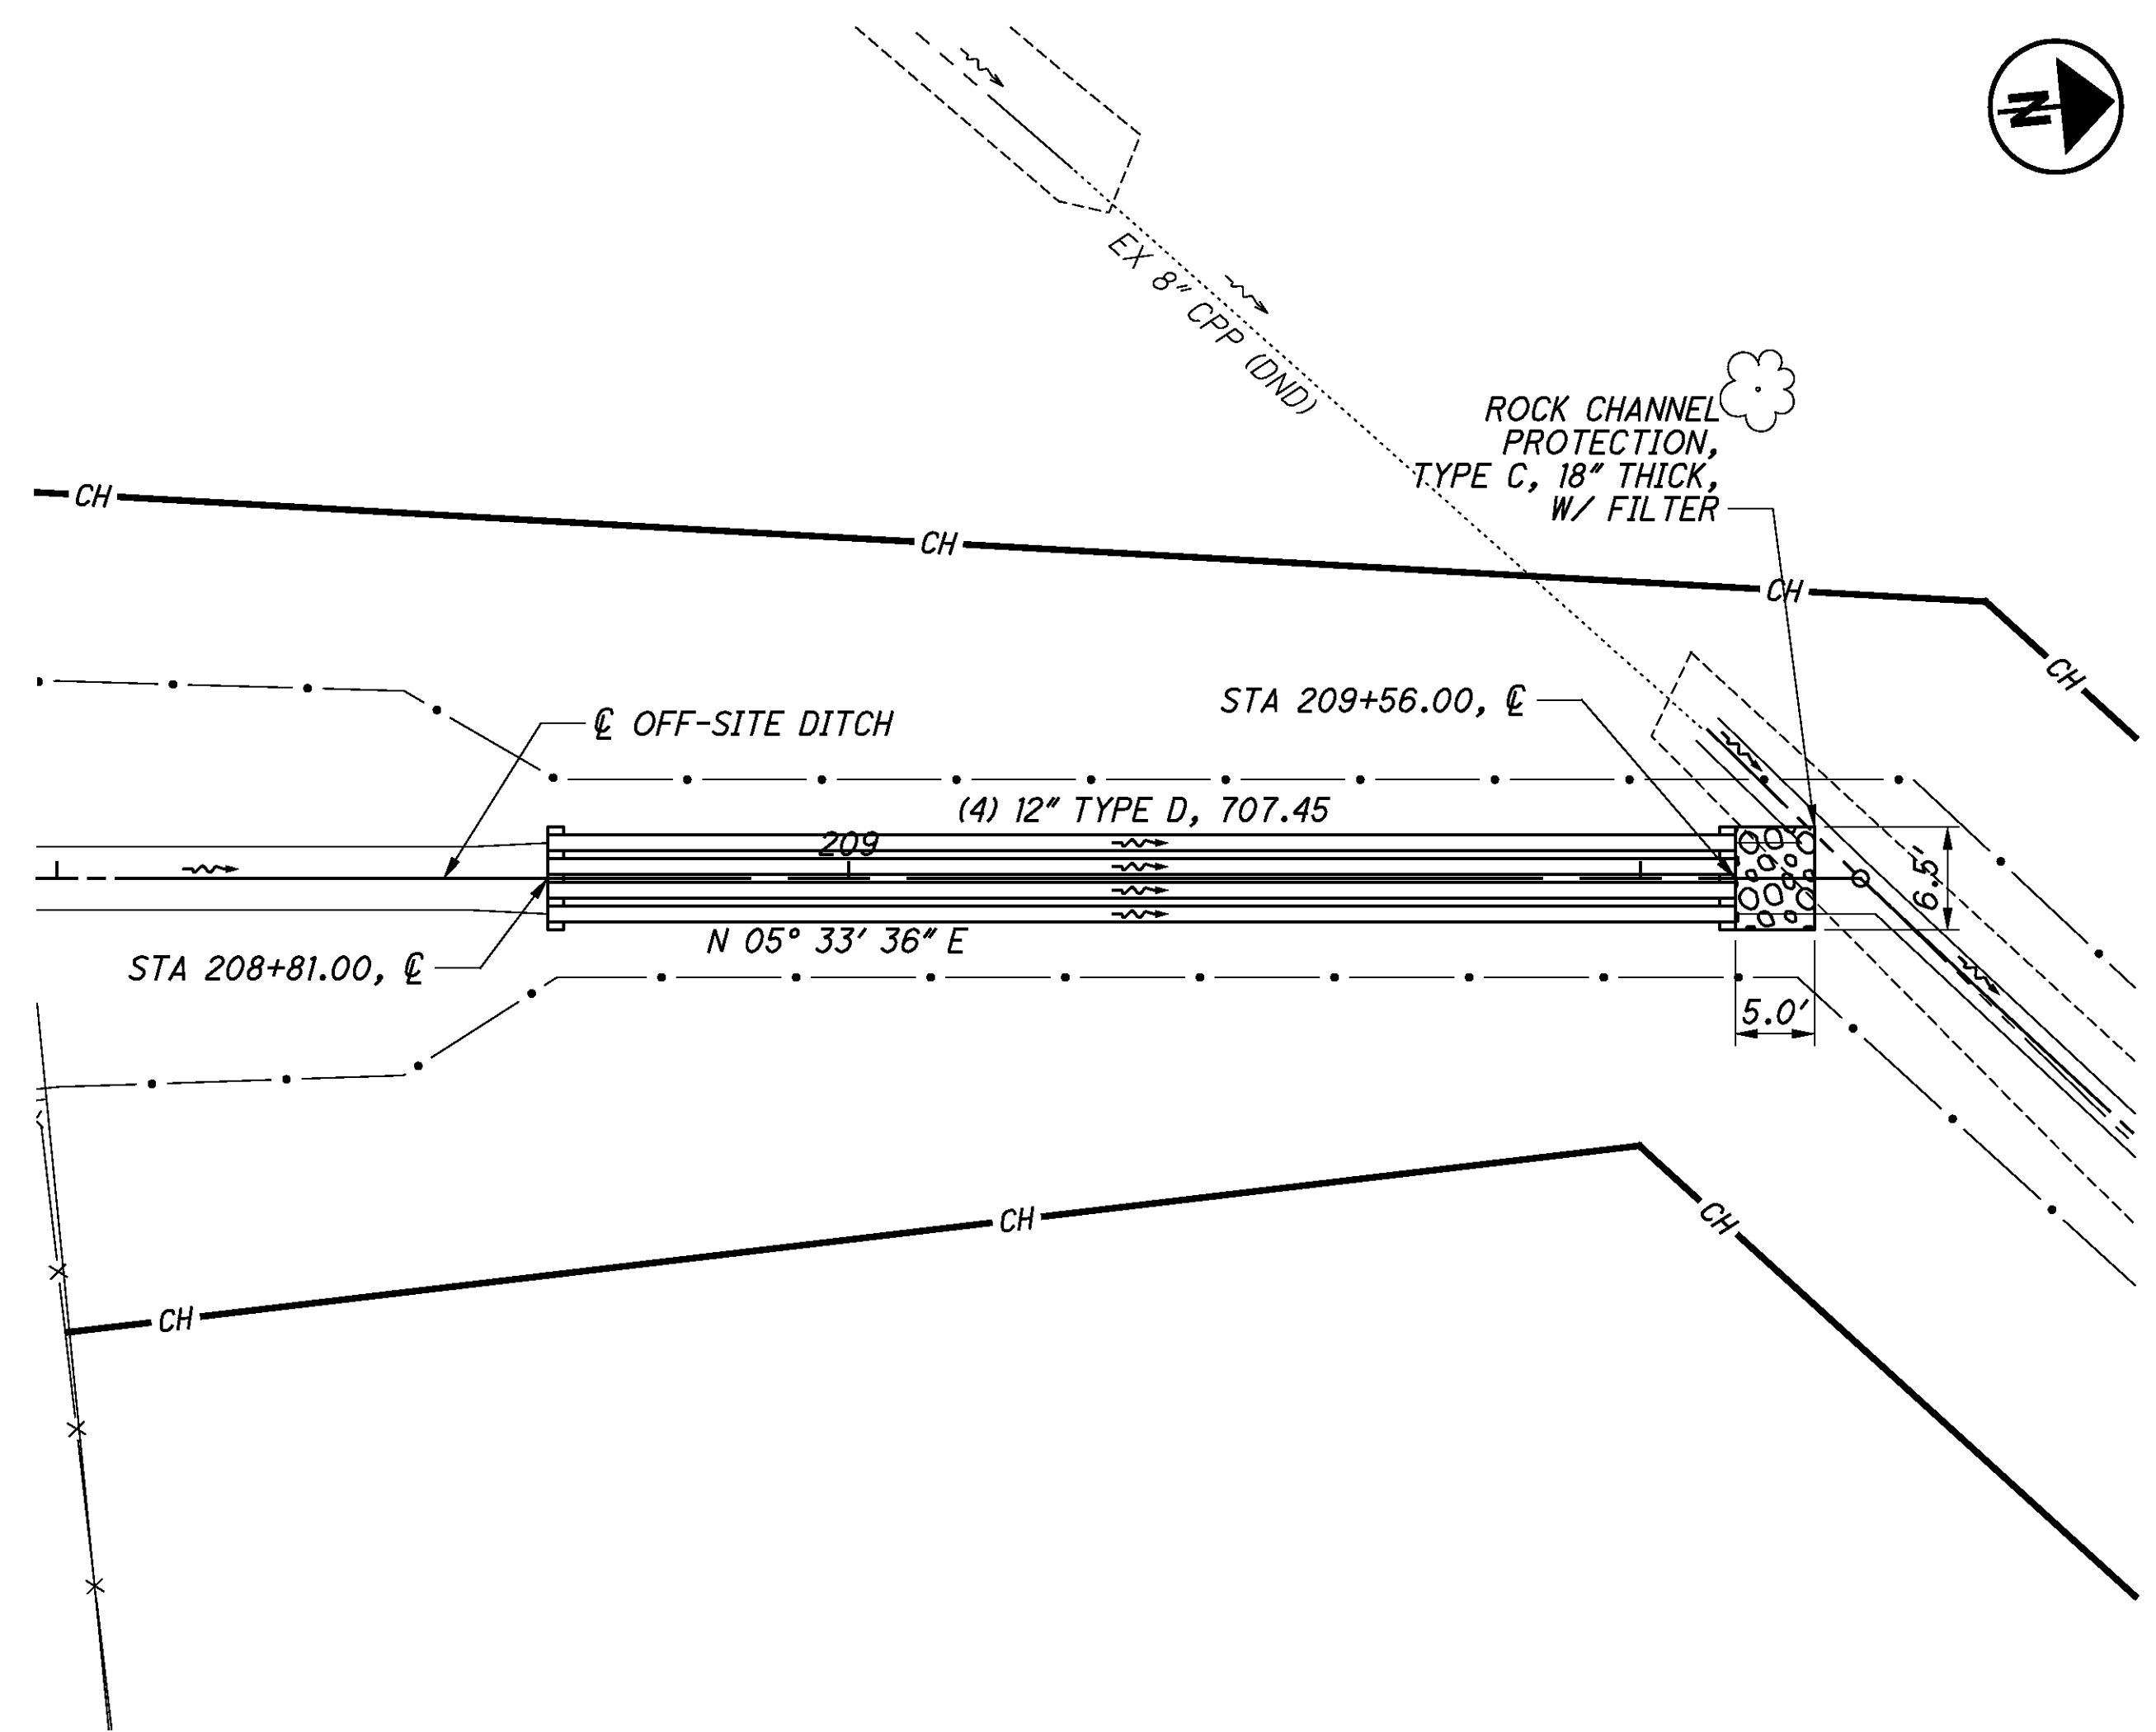 N
EX 8" CPP (DND)
ROCK CHANNEL
PROTECTION,
TYPE C, 18" THICK,
W/ FILTER
CH
CH
CH
CH
STA 209+56.00, ℄
℄ OFF-SITE DITCH
(4) 12" TYPE D, 707.45
209
6.5'
N 05° 33' 36" E
STA 208+81.00, ℄
5.0'
CH
CH
CH